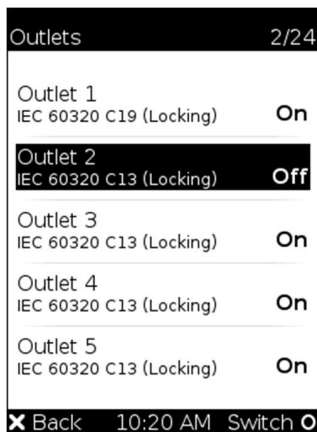 Outlets 2/24
Outlet 1
IEC 60320 C19 (Locking) On
Outlet 2
IEC 60320 C13 (Locking) Off
Outlet 3
IEC 60320 C13 (Locking) On
Outlet 4
IEC 60320 C13 (Locking) On
Outlet 5
IEC 60320 C13 (Locking) On
Back 10:20 AM Switch